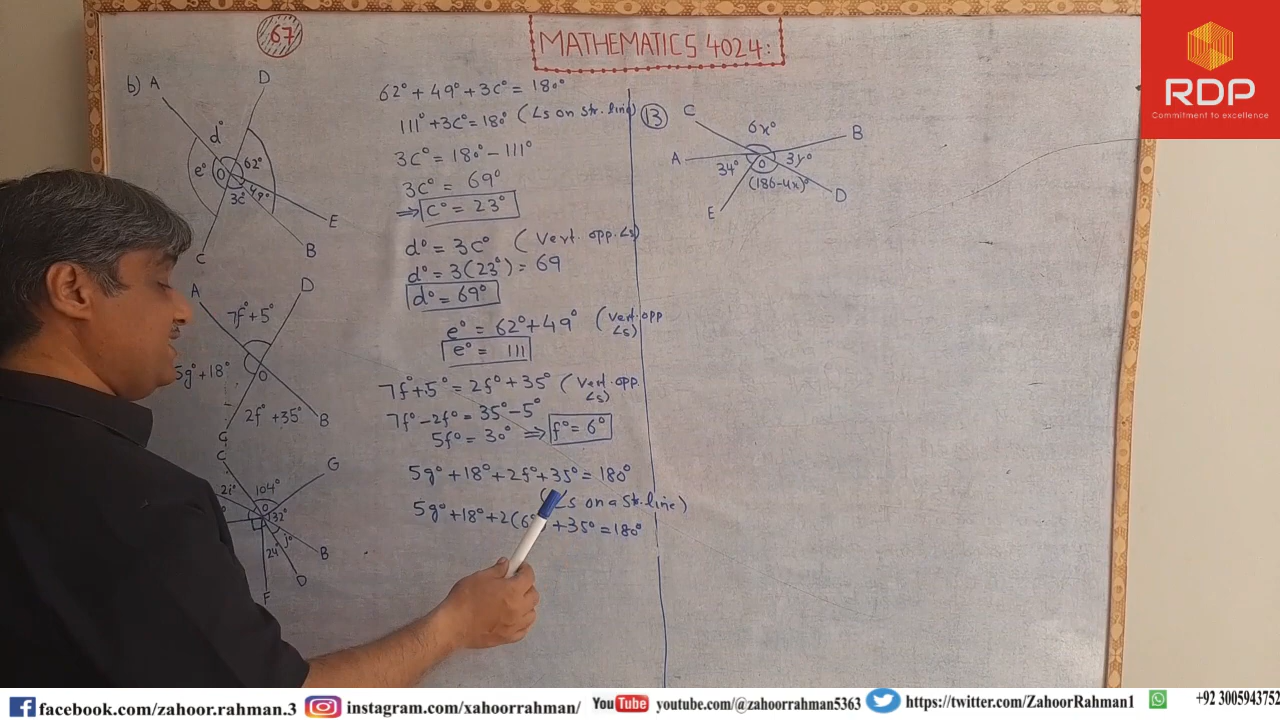 67
MATHEMATICS 4024:
RDP
Commitment to excellence
b) A
D
d°
e°
62°
O
49°
3c°
E
B
C
A
D
7f°+5°
5g°+18°
O
2f°+35°
B
C
C
G
2i°
104°
O
32°
j°
24°
B
D
F
62°+49°+3c°=180°
111°+3c°=180° (∠s on str. line)
3c°=180°-111°
3c°= 69°
⇒ c°= 23°
d°= 3c° (Vert. opp. ∠s)
d°= 3(23°)= 69
d°= 69°
e°= 62°+49° (Vert. opp ∠s)
e°= 111
7f°+5°=2f°+35° (Vert. opp. ∠s)
7f°-2f°=35°-5°
5f°= 30° ⇒ f°= 6°
5g°+18°+2f°+35°=180°
(∠s on a str. line)
5g°+18°+2(6°)+35°=180°
13
C
6x°
B
A
34°
O
3y°
(186-4x)°
E
D
facebook.com/zahoor.rahman.3
instagram.com/xahoorrahman/
YouTube youtube.com/@zahoorrahman5363
https://twitter.com/ZahoorRahman1
+92 3005943752